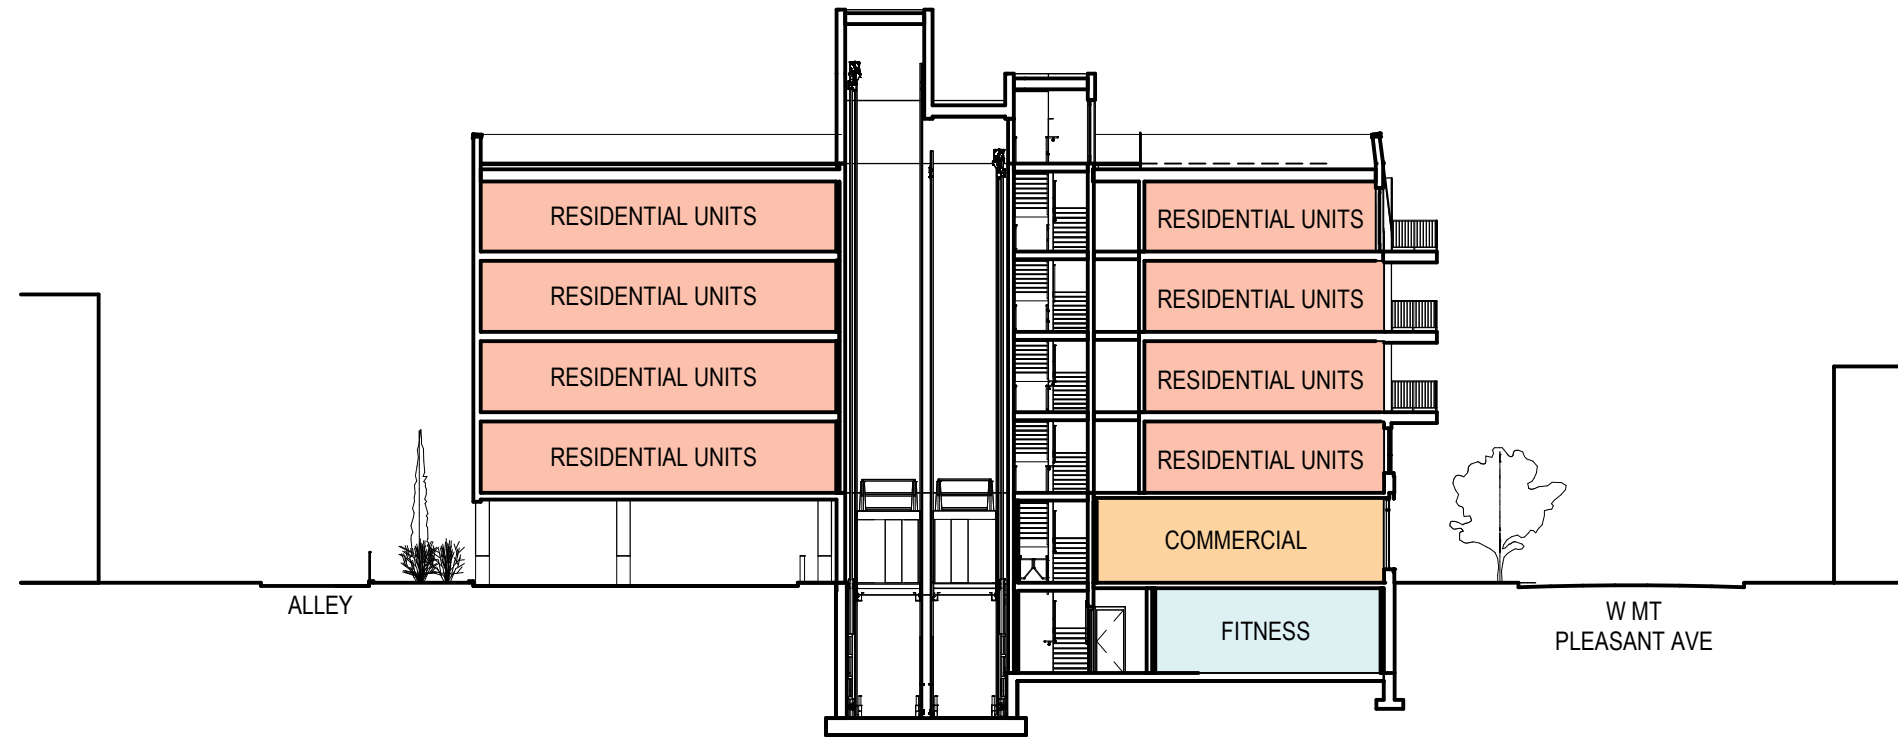 RESIDENTIAL UNITS
RESIDENTIAL UNITS
RESIDENTIAL UNITS
RESIDENTIAL UNITS
RESIDENTIAL UNITS
RESIDENTIAL UNITS
RESIDENTIAL UNITS
RESIDENTIAL UNITS
COMMERCIAL
ALLEY
FITNESS
W MT
PLEASANT AVE